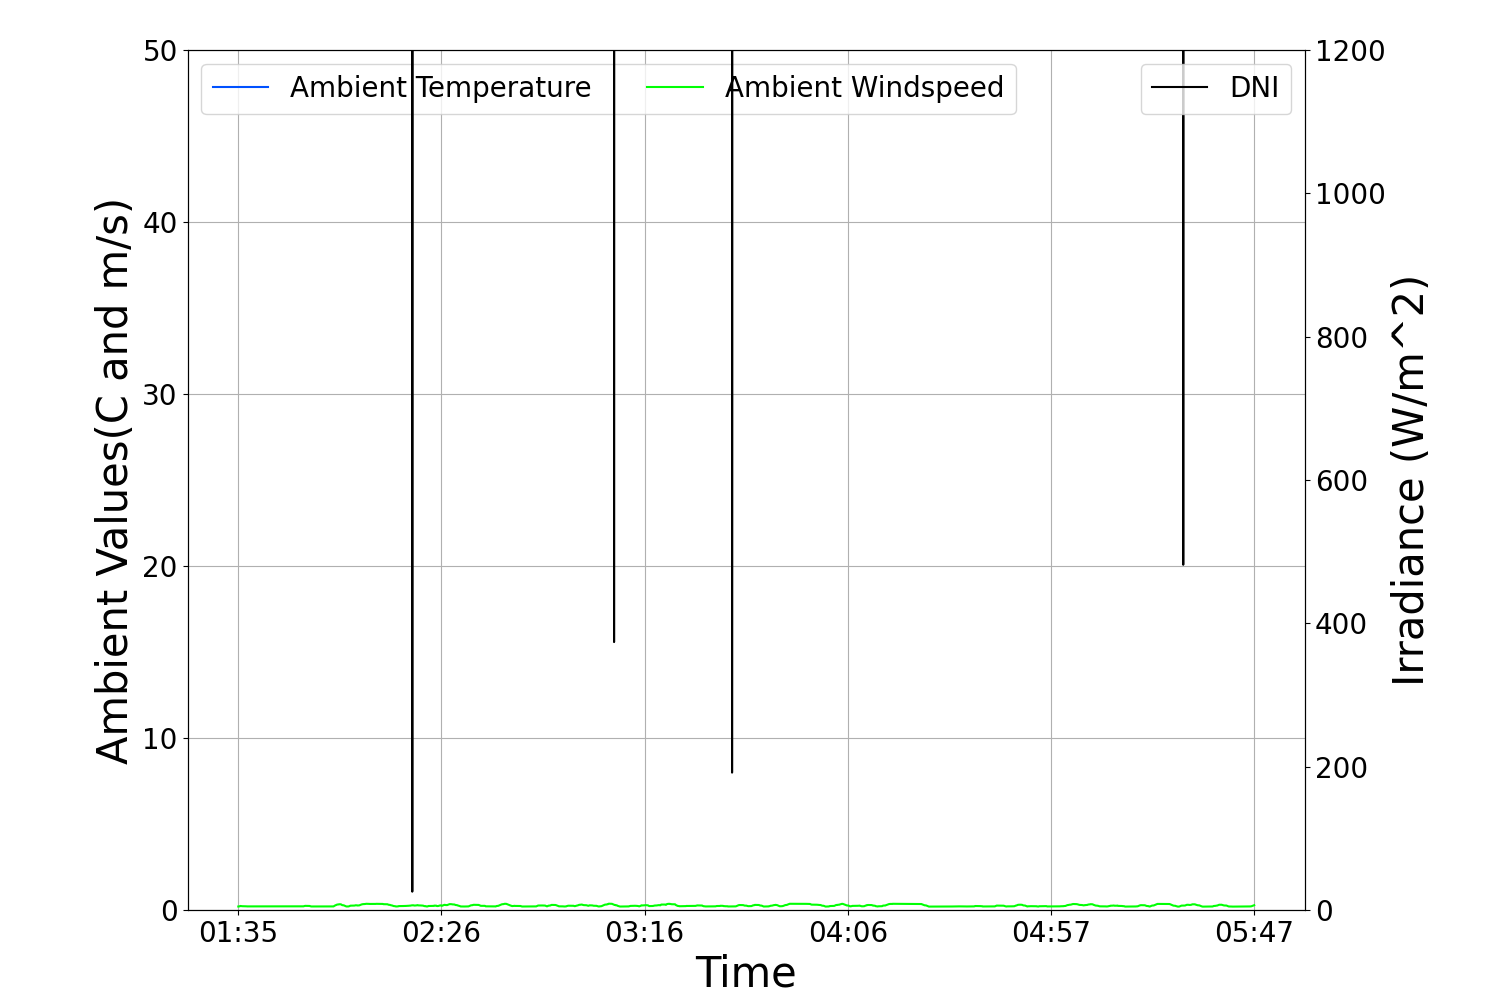 Ambient Temperature
Ambient Windspeed
DNI
Ambient Values(C and m/s)
50
40
30
20
10
0
1200
1000
800
600
400
200
0
Irradiance (W/m^2)
01:35 02:26 03:16 04:06 04:57 05:47
Time